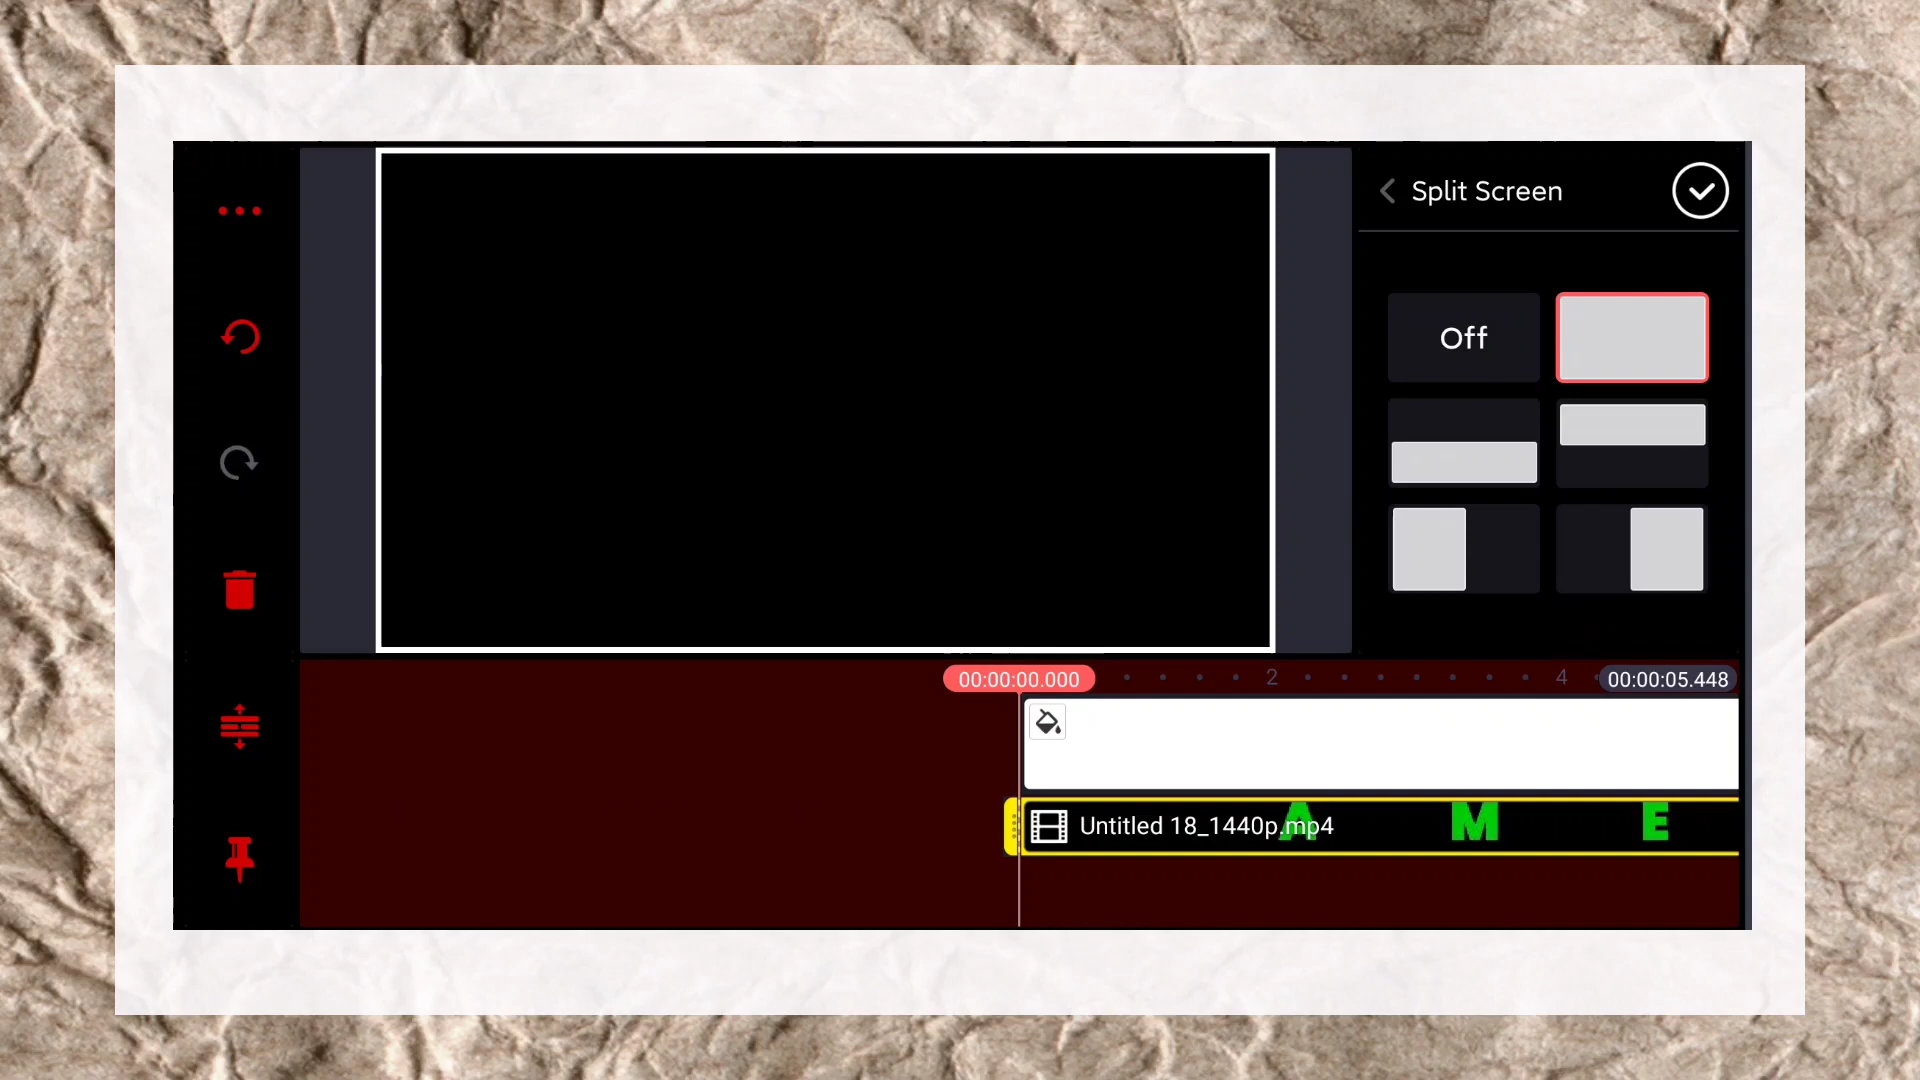 Split Screen
Off
00:00:00.000
2
4
00:00:05.448
Untitled 18_1440p.mp4
A M E